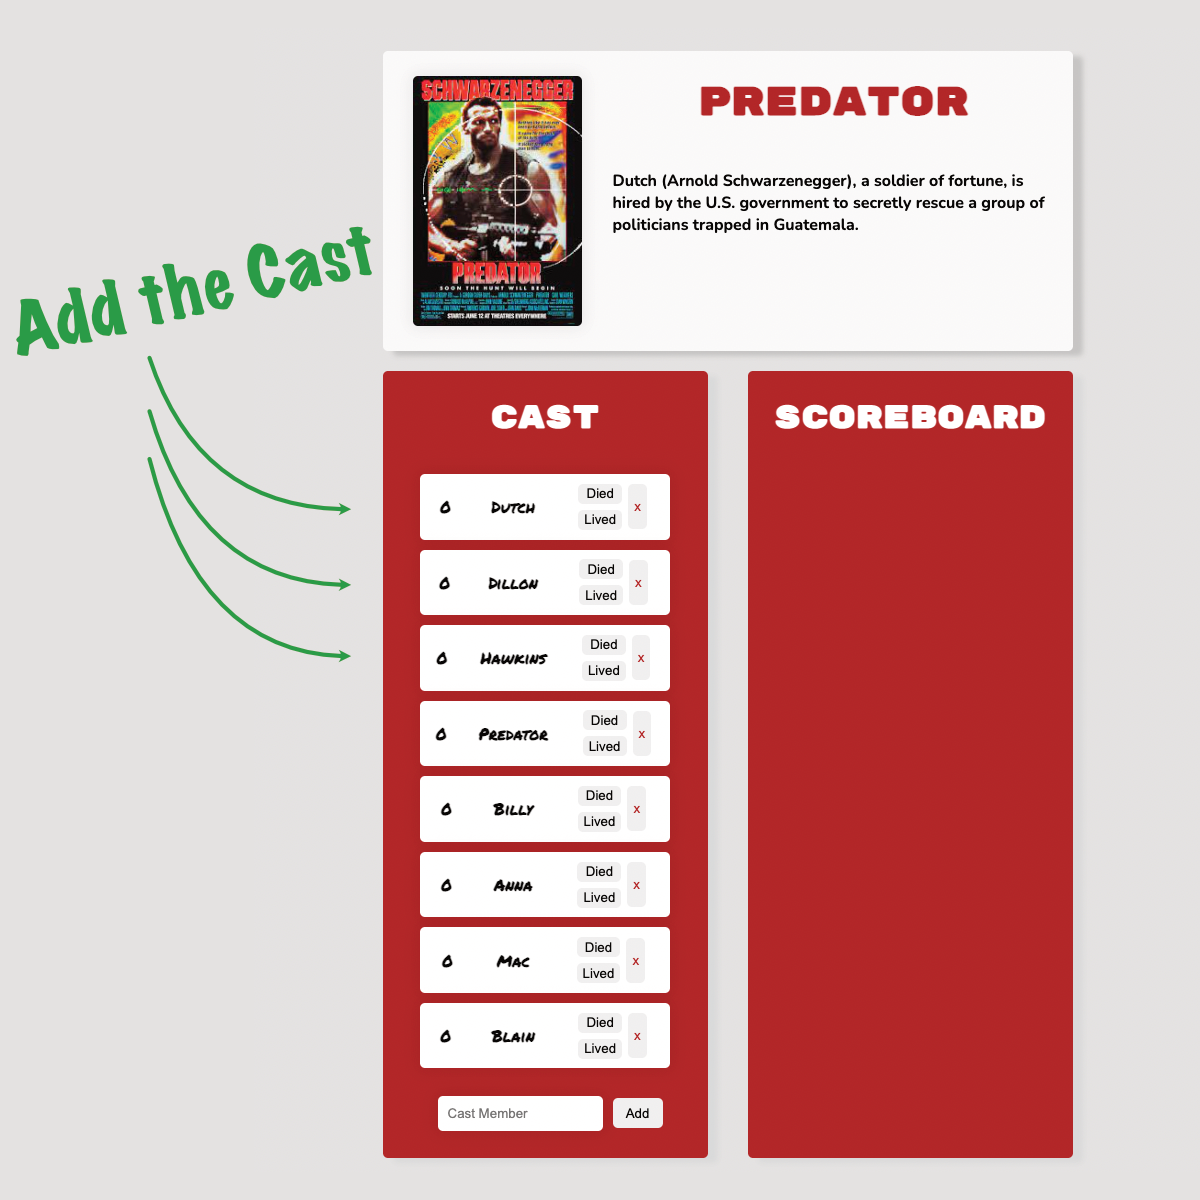 SCHWARZENEGGER
PREDATOR
SOON THE HUNT WILL BEGIN
STARTS JUNE 12 AT THEATRES EVERYWHERE
PREDATOR
Dutch (Arnold Schwarzenegger), a soldier of fortune, is
hired by the U.S. government to secretly rescue a group of
politicians trapped in Guatemala.
Add the Cast
CAST
0 Dutch Died Lived x
0 Dillon Died Lived x
0 Hawkins Died Lived x
0 Predator Died Lived x
0 Billy Died Lived x
0 Anna Died Lived x
0 Mac Died Lived x
0 Blain Died Lived x
Cast Member Add
SCOREBOARD